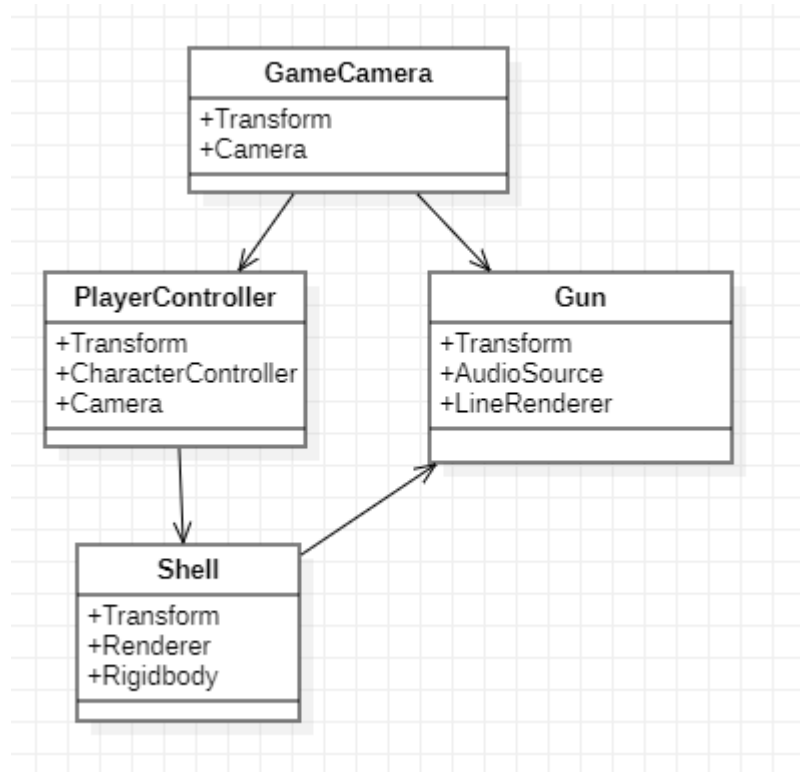 GameCamera
+Transform
+Camera
PlayerController
+Transform
+CharacterController
+Camera
Gun
+Transform
+AudioSource
+LineRenderer
Shell
+Transform
+Renderer
+Rigidbody